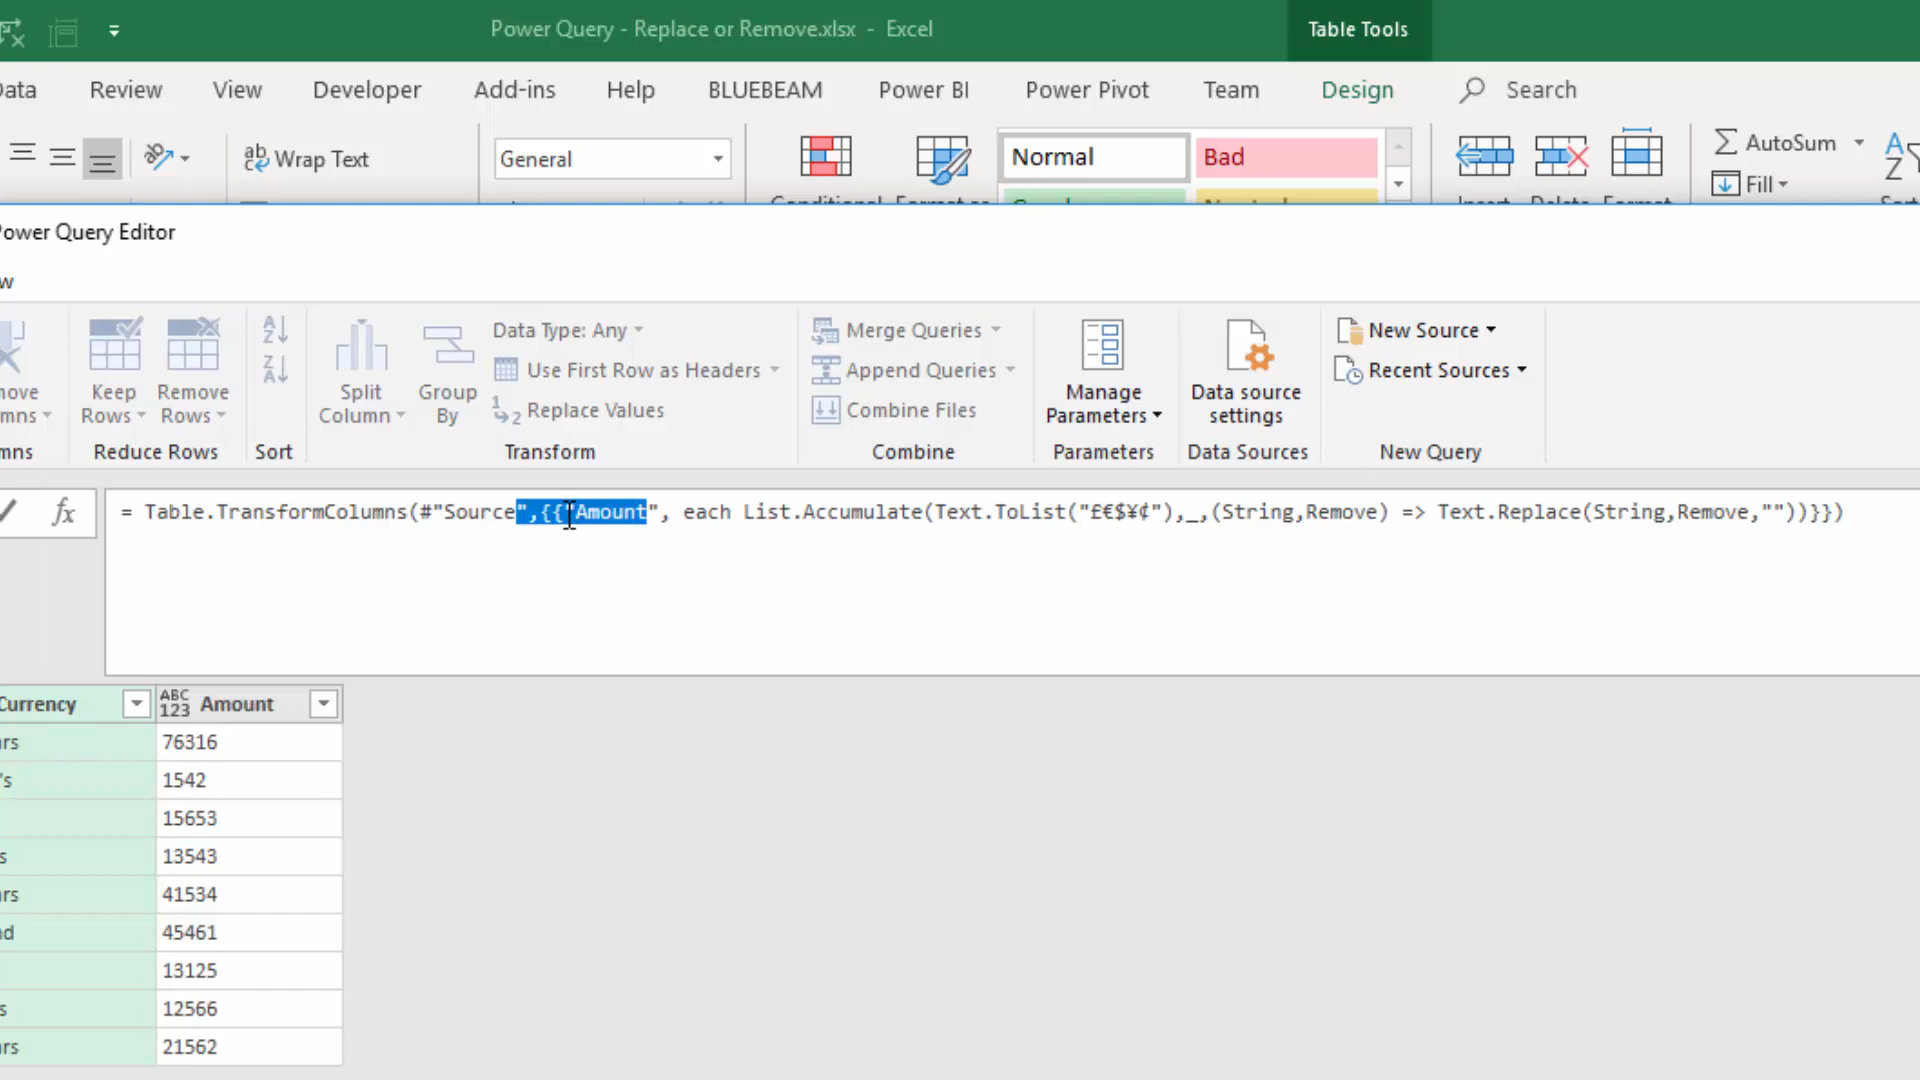 Power Query - Replace or Remove.xlsx - Excel
Table Tools
Data Review View Developer Add-ins Help BLUEBEAM Power BI Power Pivot Team Design Search
Wrap Text
General
Normal
Bad
AutoSum
Fill
Power Query Editor
Keep Rows
Remove Rows
Reduce Rows
Sort
Split Column
Group By
Data Type: Any
Use First Row as Headers
Replace Values
Transform
Merge Queries
Append Queries
Combine Files
Combine
Manage Parameters
Parameters
Data source settings
Data Sources
New Source
Recent Sources
New Query
fx
= Table.TransformColumns(#"Source",{{"Amount", each List.Accumulate(Text.ToList("£€$¥¢"),_,(String,Remove) => Text.Replace(String,Remove,""))}})
Currency
ABC 123 Amount
76316
1542
15653
13543
41534
45461
13125
12566
21562